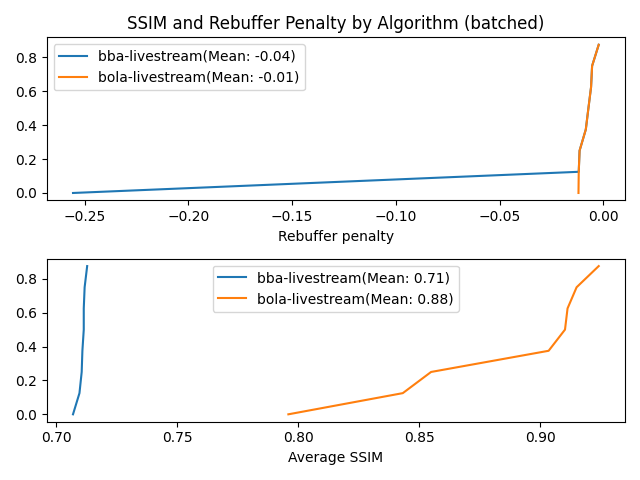 SSIM and Rebuffer Penalty by Algorithm (batched)
bba-livestream(Mean: -0.04)
bola-livestream(Mean: -0.01)
0.8
0.6
0.4
0.2
0.0
−0.25 −0.20 −0.15 −0.10 −0.05 0.00
Rebuffer penalty
bba-livestream(Mean: 0.71)
bola-livestream(Mean: 0.88)
0.8
0.6
0.4
0.2
0.0
0.70 0.75 0.80 0.85 0.90
Average SSIM